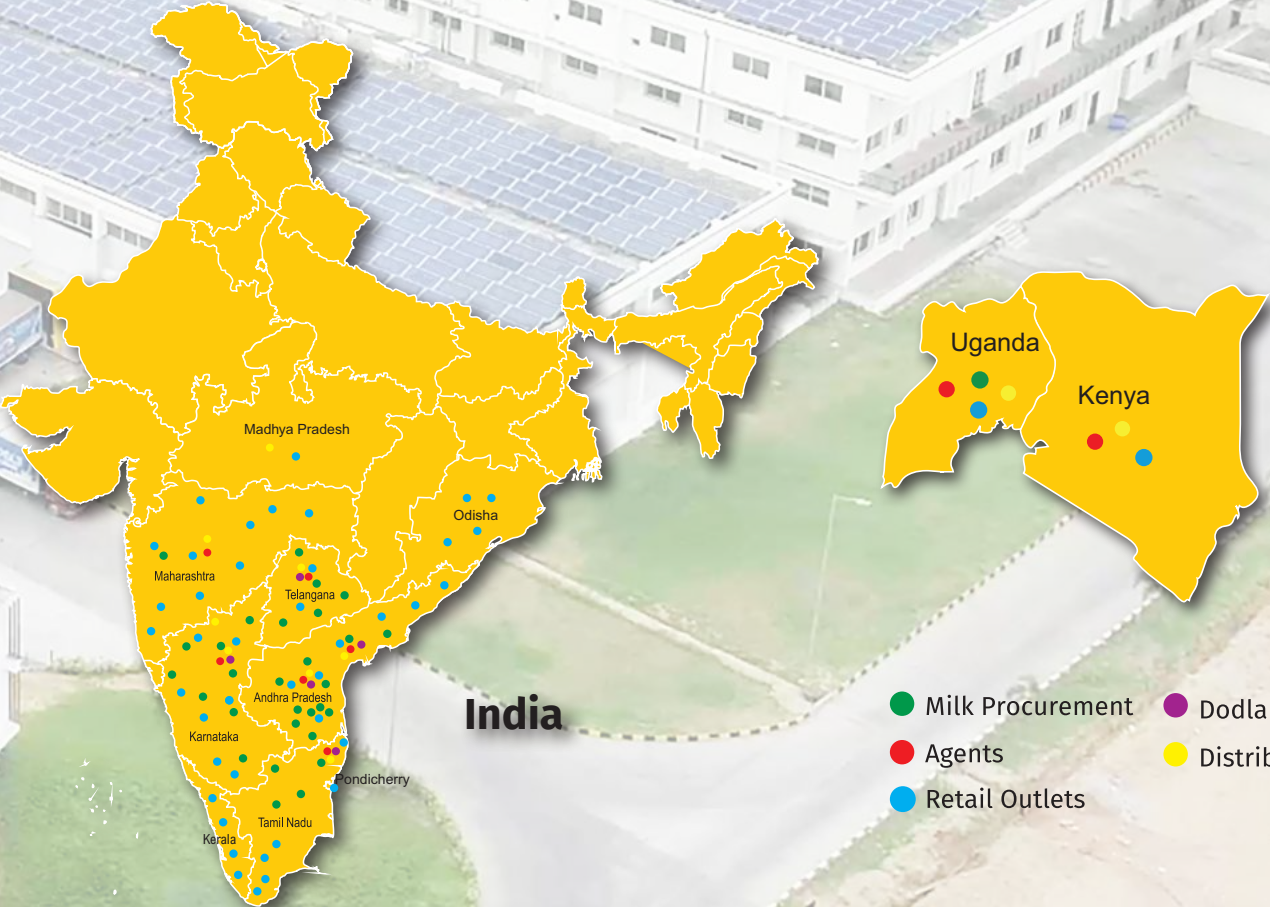 Uganda
Kenya
Madhya Pradesh
Odisha
Maharashtra
Telangana
Andhra Pradesh
Karnataka
Pondicherry
Tamil Nadu
Kerala
India
Milk Procurement
Dodla
Agents
Distrib
Retail Outlets